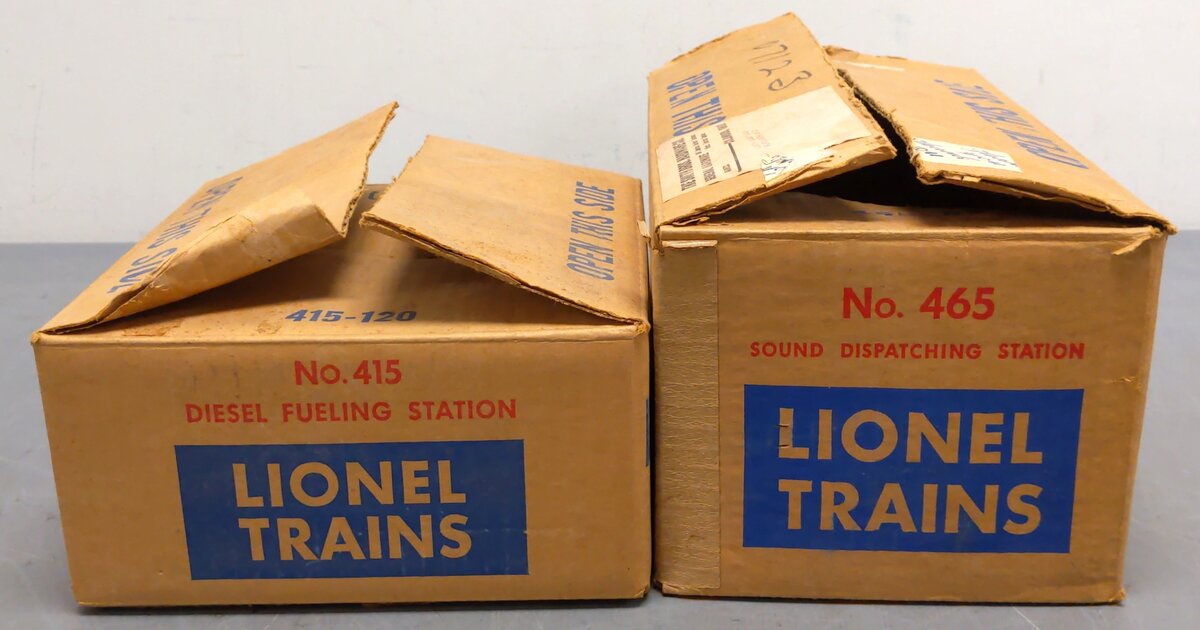 THIS SIDE
OPEN THIS SIDE
415-120
No. 415
DIESEL FUELING STATION
LIONEL
TRAINS
OPEN THIS
OPEN THIS SIDE
No. 465
SOUND DISPATCHING STATION
LIONEL
TRAINS